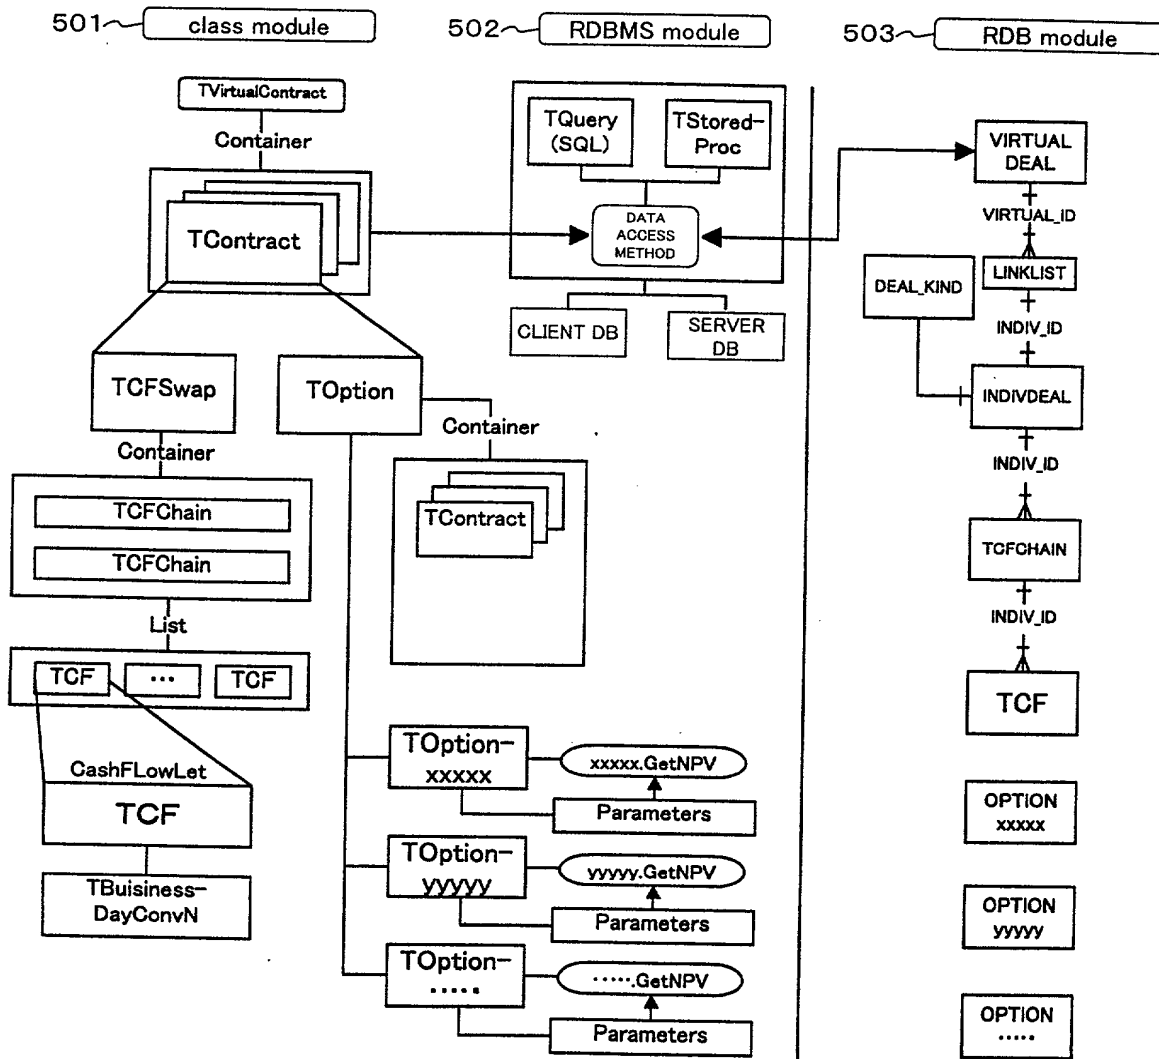 501
class module
502
RDBMS module
503
RDB module
TVirtualContract
Container
TContract
TCFSwap
TOption
Container
TCFChain
TCFChain
List
TCF
...
TCF
CashFLowLet
TCF
TBuisiness-
DayConvN
Container
TContract
TOption-
xxxxx
xxxxx.GetNPV
Parameters
TOption-
yyyyy
yyyyy.GetNPV
Parameters
TOption-
.....
.....GetNPV
Parameters
TQuery
(SQL)
TStored-
Proc
DATA
ACCESS
METHOD
CLIENT DB
SERVER
DB
VIRTUAL
DEAL
VIRTUAL_ID
LINKLIST
DEAL_KIND
INDIV_ID
INDIVDEAL
INDIV_ID
TCFCHAIN
INDIV_ID
TCF
OPTION
xxxxx
OPTION
yyyyy
OPTION
.....